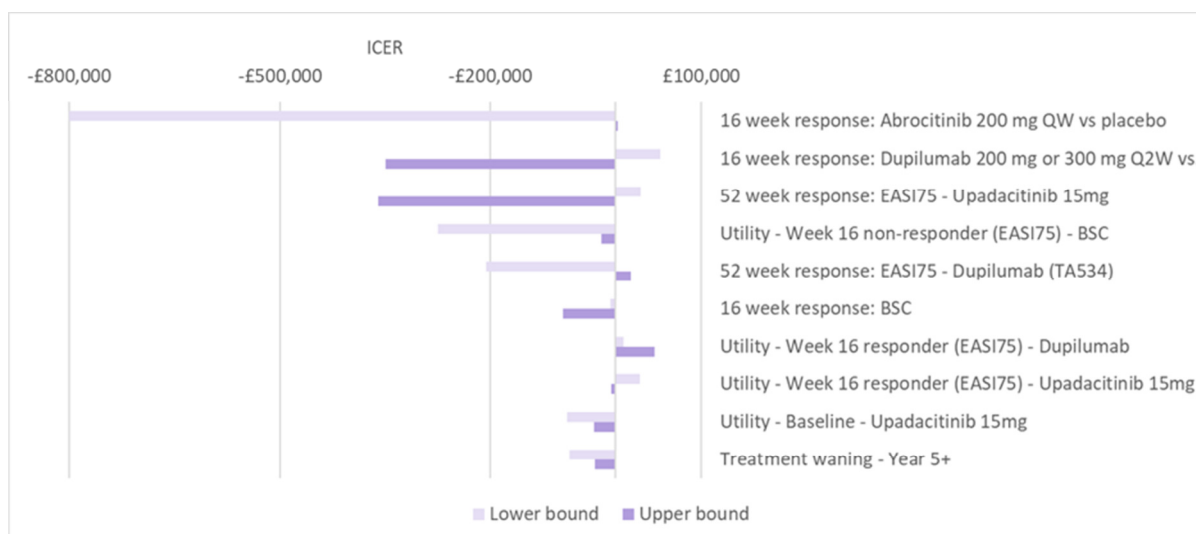 ICER
-£800,000 -£500,000 -£200,000 £100,000
16 week response: Abrocitinib 200 mg QW vs placebo
16 week response: Dupilumab 200 mg or 300 mg Q2W vs
52 week response: EASI75 - Upadacitinib 15mg
Utility - Week 16 non-responder (EASI75) - BSC
52 week response: EASI75 - Dupilumab (TA534)
16 week response: BSC
Utility - Week 16 responder (EASI75) - Dupilumab
Utility - Week 16 responder (EASI75) - Upadacitinib 15mg
Utility - Baseline - Upadacitinib 15mg
Treatment waning - Year 5+
Lower bound Upper bound